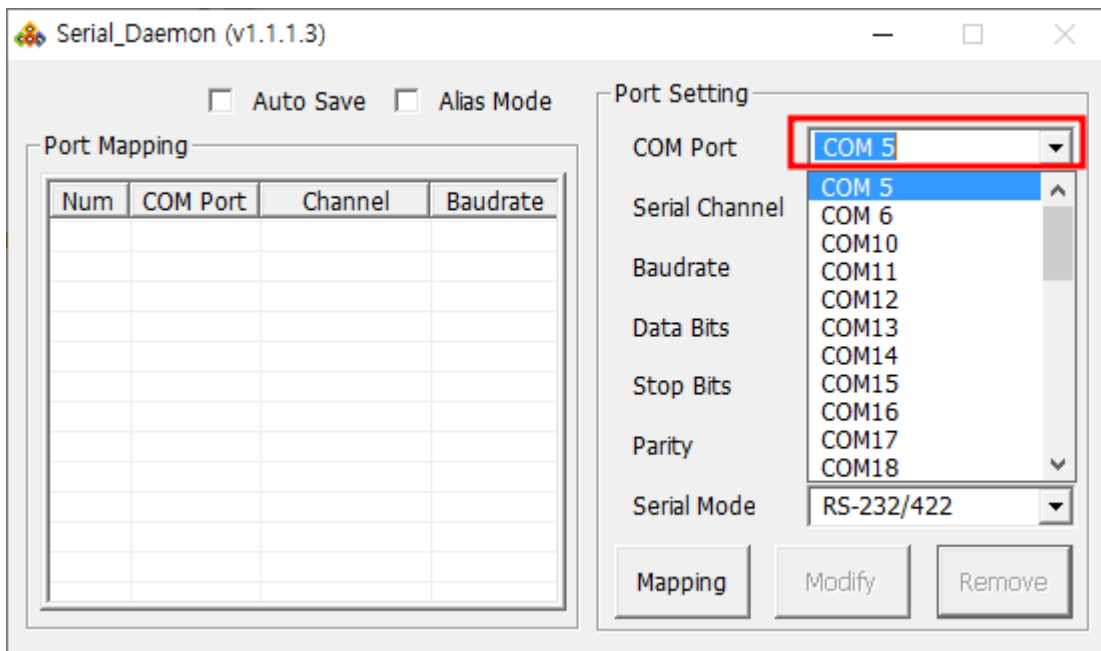 Serial_Daemon (v1.1.1.3)
Auto Save
Alias Mode
Port Mapping
Num COM Port Channel Baudrate
Port Setting
COM Port COM 5
COM 5
COM 6
COM10
COM11
COM12
COM13
COM14
COM15
COM16
COM17
COM18
Serial Channel
Baudrate
Data Bits
Stop Bits
Parity
Serial Mode RS-232/422
Mapping Modify Remove